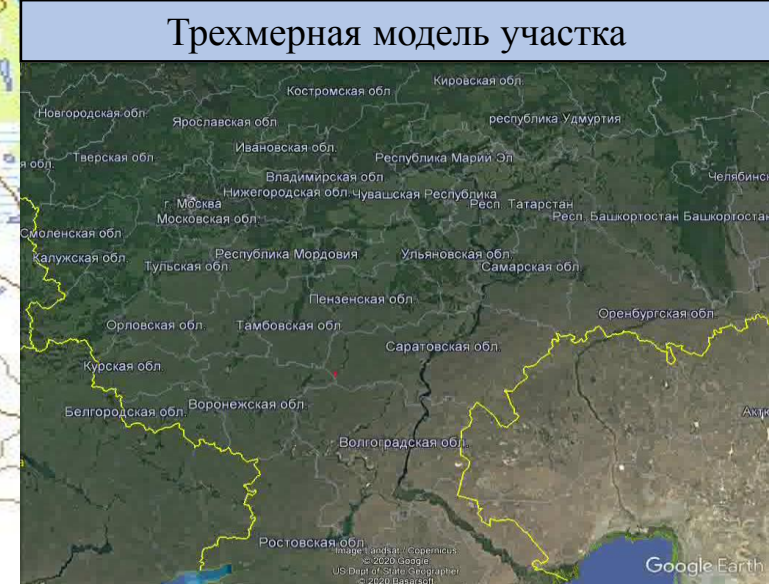 Трехмерная модель участка
Кировская обл.
Костромская обл
Новгородская обл.
Ярославская обл
республика Удмуртия
Ивановская обл.
я обл.
Тверская обл
Республика Марий Эл
Владимирская обл
Челябинск
Нижегородская обл.
Чувашская Республика
г. Москва
Респ. Татарстан
Московская обл.
Респ. Башкортостан Башкортостан
Смоленская обл
Калужская обл.
Тульская обл.
Республика Мордовия
Ульяновская обл.
Самарская обл.
Пензенская обл.
Оренбургская обл.
Орловская обл.
Тамбовская обл
Саратовская обл.
Курская обл.
Белгородская обл.
Воронежская обл.
Актю
Волгоградская обл.
Ростовская обл
Image Landsat / Copernicus
© 2020 Google
US Dept of State Geographer
© 2020 Basarsoft
Google Earth